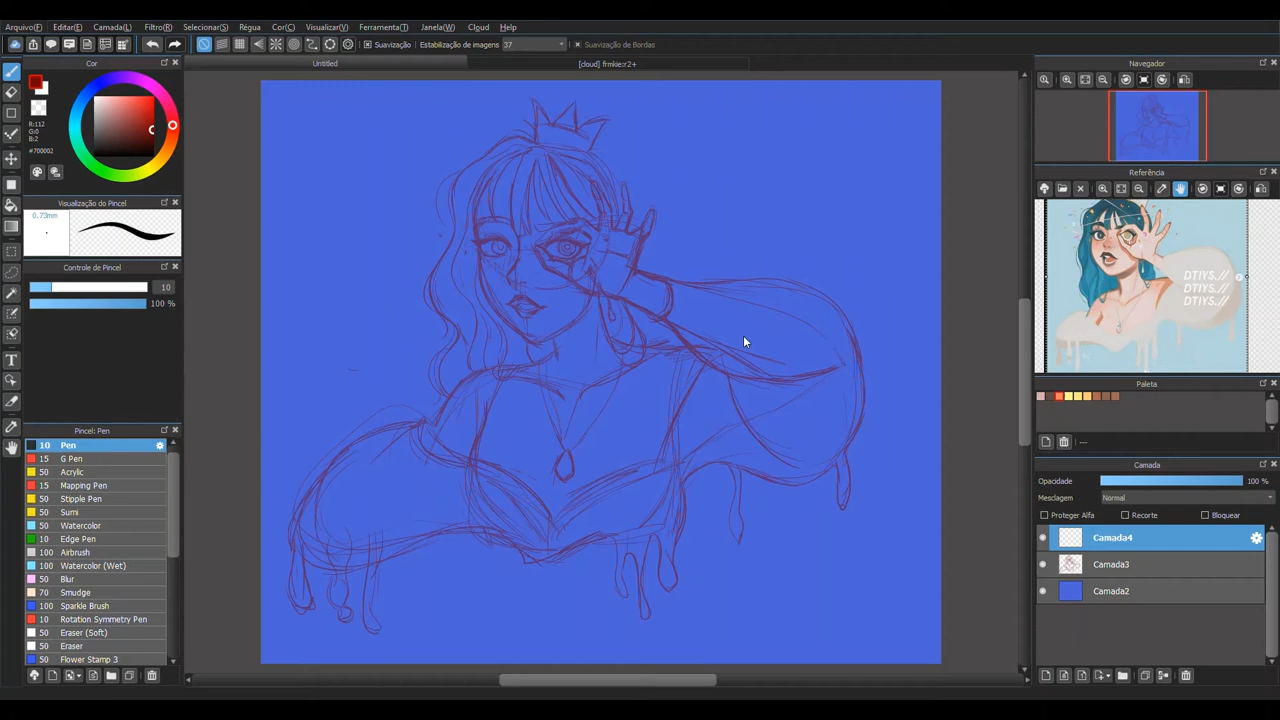 Arquivo(F) Editar(E) Camada(L) Filtro(R) Selecionar(S) Régua Cor(C) Visualizar(V) Ferramenta(T) Janela(W) Cloud Help
Suavização Estabilização de imagens 37 Suavização de Bordas
Cor
Untitled [cloud] frmkie:r2+
Navegador
R:112
G:0
B:2
#700002
Referência
Visualização do Pincel
0.73mm
DTIYS.//
DTIYS.//
DTIYS.//
Controle de Pincel
10
100 %
Paleta
---
Pincel: Pen
10 Pen
15 G Pen
50 Acrylic
15 Mapping Pen
50 Stipple Pen
50 Sumi
50 Watercolor
10 Edge Pen
100 Airbrush
100 Watercolor (Wet)
50 Blur
70 Smudge
100 Sparkle Brush
10 Rotation Symmetry Pen
50 Eraser (Soft)
50 Eraser
50 Flower Stamp 3
Camada
Opacidade 100 %
Mesclagem Normal
Proteger Alfa Recorte Bloquear
Camada4
Camada3
Camada2